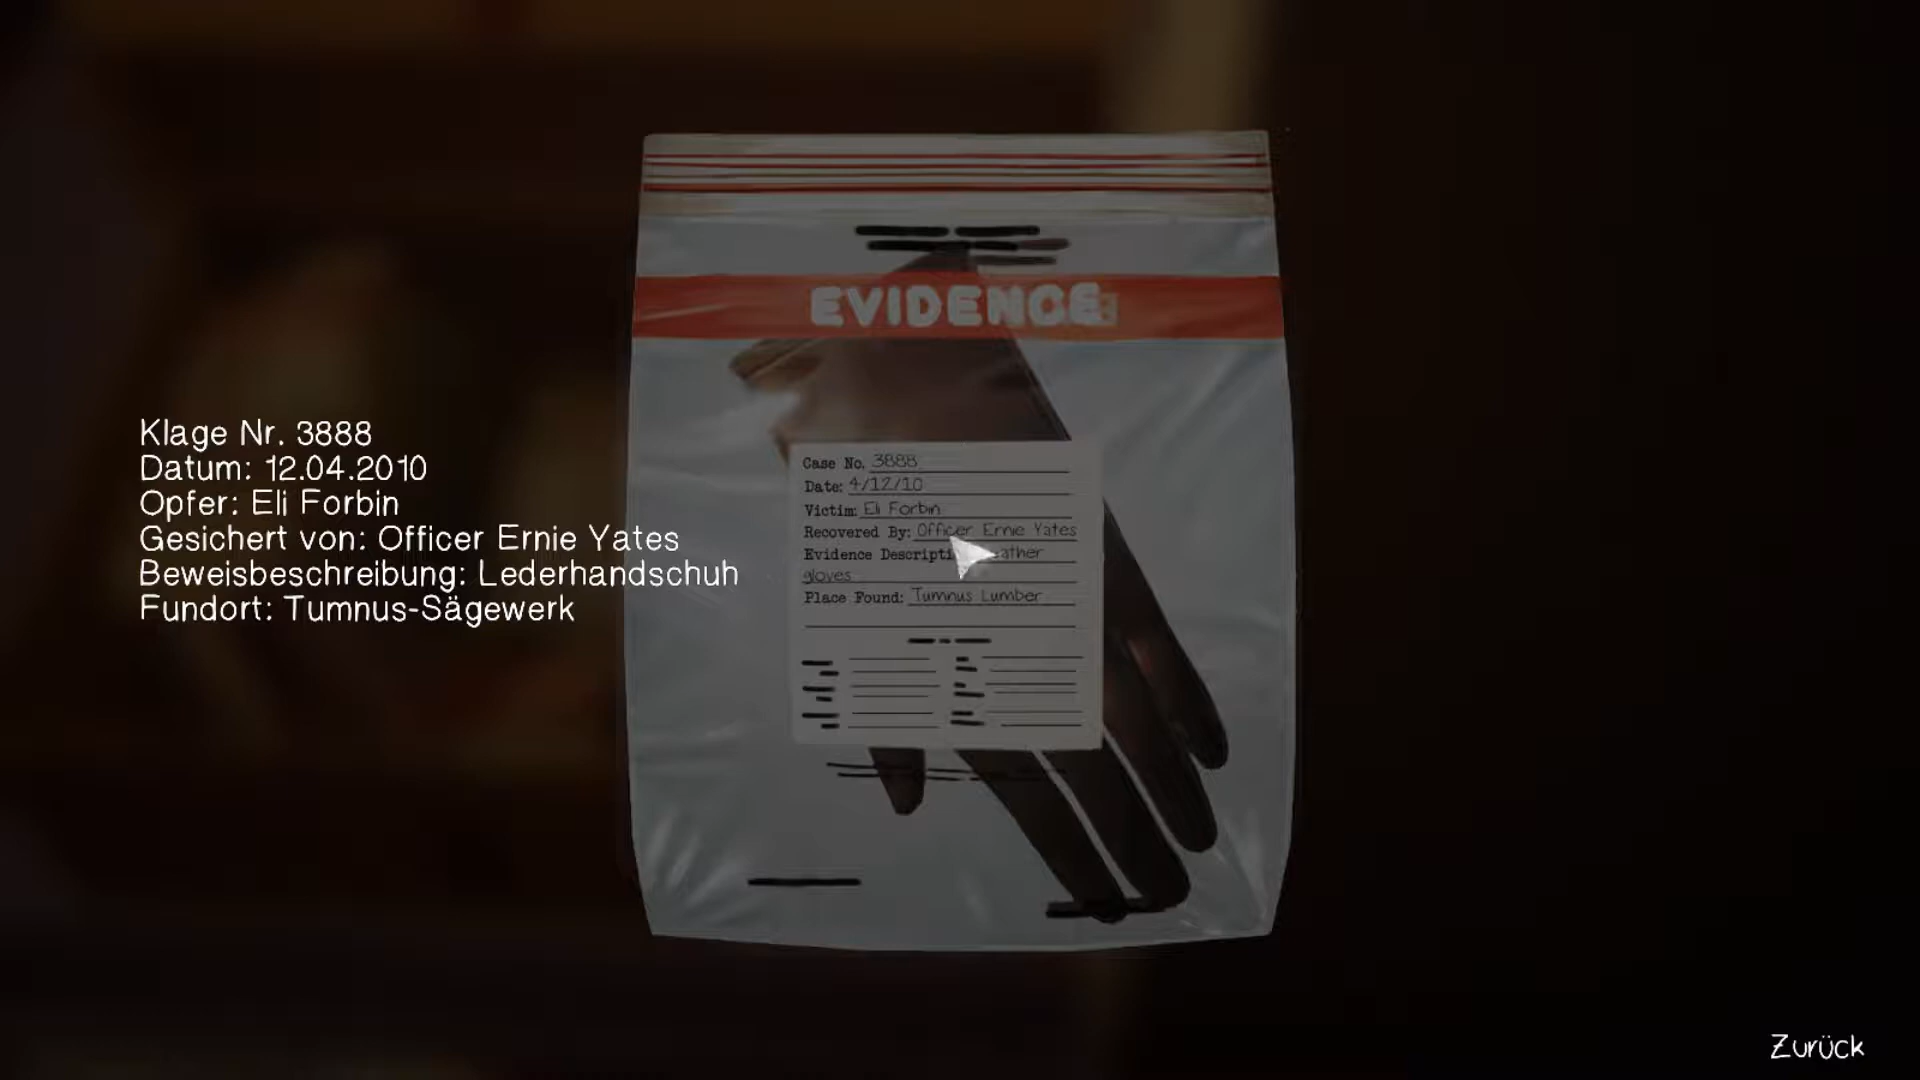 EVIDENCE
Klage Nr. 3888
Datum: 12.04.2010
Opfer: Eli Forbin
Gesichert von: Officer Ernie Yates
Beweisbeschreibung: Lederhandschuh
Fundort: Tumnus-Sägewerk
Case No. 3888
Date: 4/12/10
Victim: Eli Forbin
Recovered By: Officer Ernie Yates
Evidence
gloves
Place Found: Tumnus Lumber
Zurück